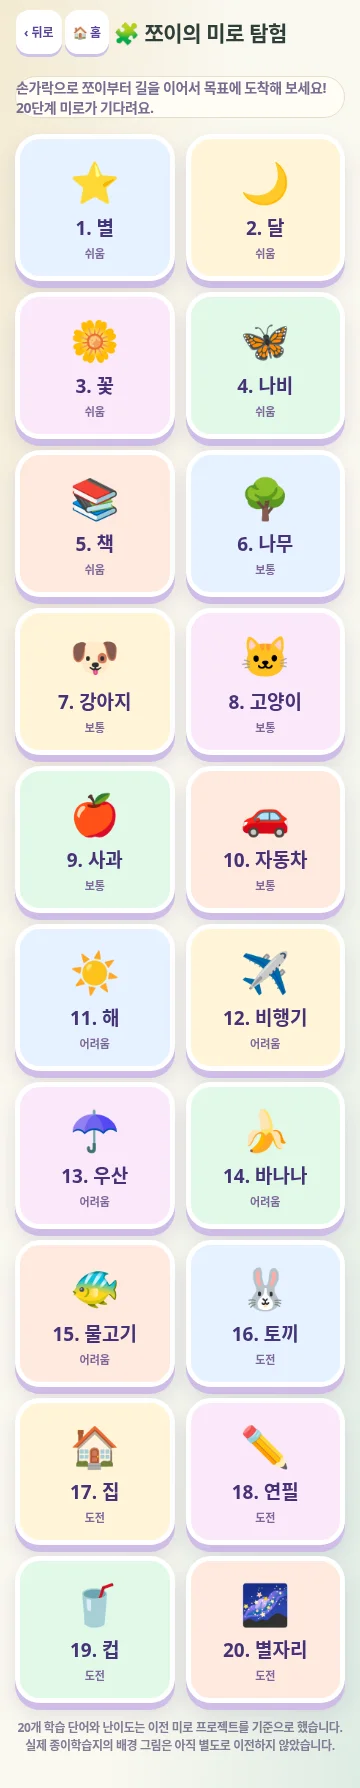 ‹ 뒤로 🏠 홈 🧩 쪼이의 미로 탐험
손가락으로 쪼이부터 길을 이어서 목표에 도착해 보세요!
20단계 미로가 기다려요.
1. 별
쉬움
2. 달
쉬움
3. 꽃
쉬움
4. 나비
쉬움
5. 책
쉬움
6. 나무
보통
7. 강아지
보통
8. 고양이
보통
9. 사과
보통
10. 자동차
보통
11. 해
어려움
12. 비행기
어려움
13. 우산
어려움
14. 바나나
어려움
15. 물고기
어려움
16. 토끼
도전
17. 집
도전
18. 연필
도전
19. 컵
도전
20. 별자리
도전
20개 학습 단어와 난이도는 이전 미로 프로젝트를 기준으로 했습니다.
실제 종이학습지의 배경 그림은 아직 별도로 이전하지 않았습니다.